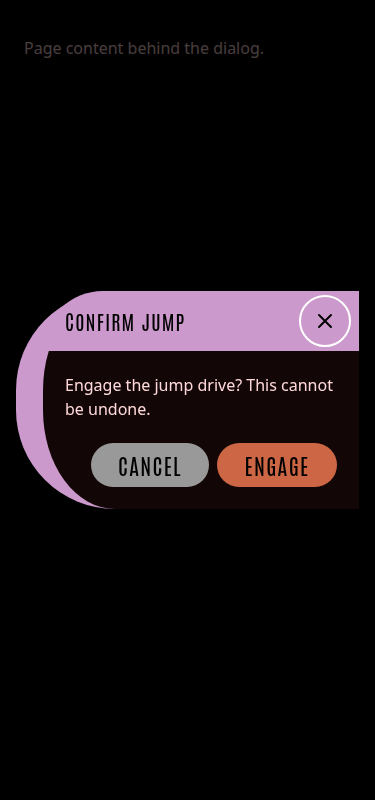 Page content behind the dialog.
CONFIRM JUMP
Engage the jump drive? This cannot
be undone.
CANCEL
ENGAGE